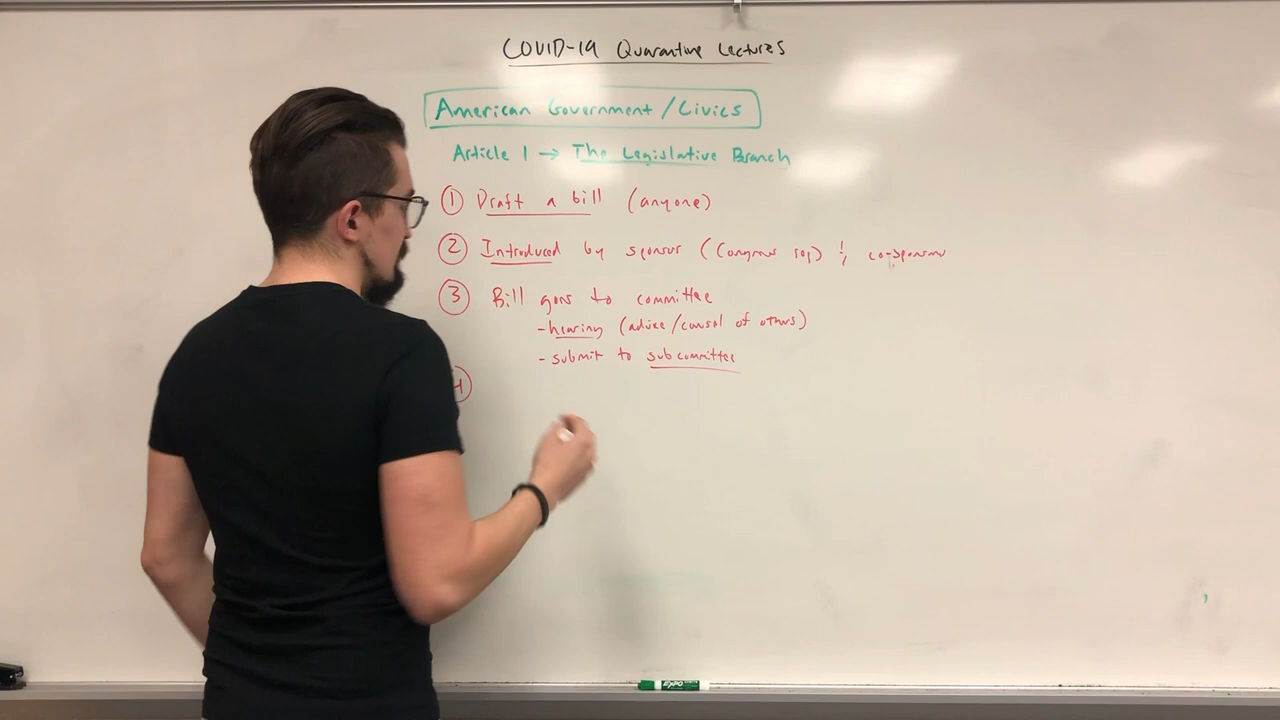 COVID-19 Quarantine Lectures
American Government/Civics
Article 1 → The Legislative Branch
① Draft a bill (anyone)
② Introduced by sponsor (Congress rep) & co-sponsor
③ Bill goes to committee
-hearing (advice/counsel of others)
- submit to subcommittee
4
EXPO